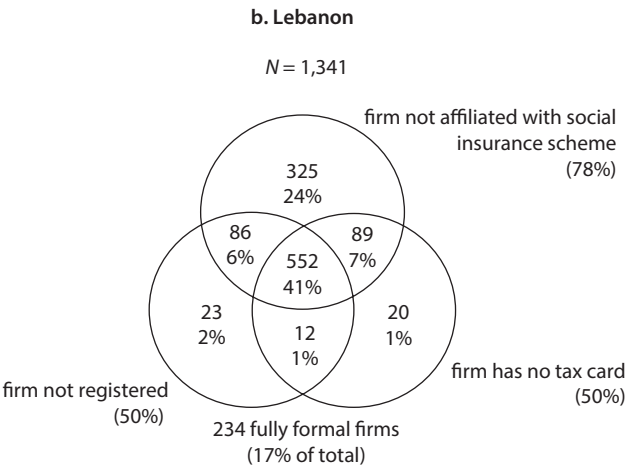 b. Lebanon
N = 1,341
firm not affiliated with social
insurance scheme
(78%)
325
24%
86
6%
89
7%
552
41%
23
2%
20
1%
12
1%
firm not registered
(50%)
firm has no tax card
(50%)
234 fully formal firms
(17% of total)